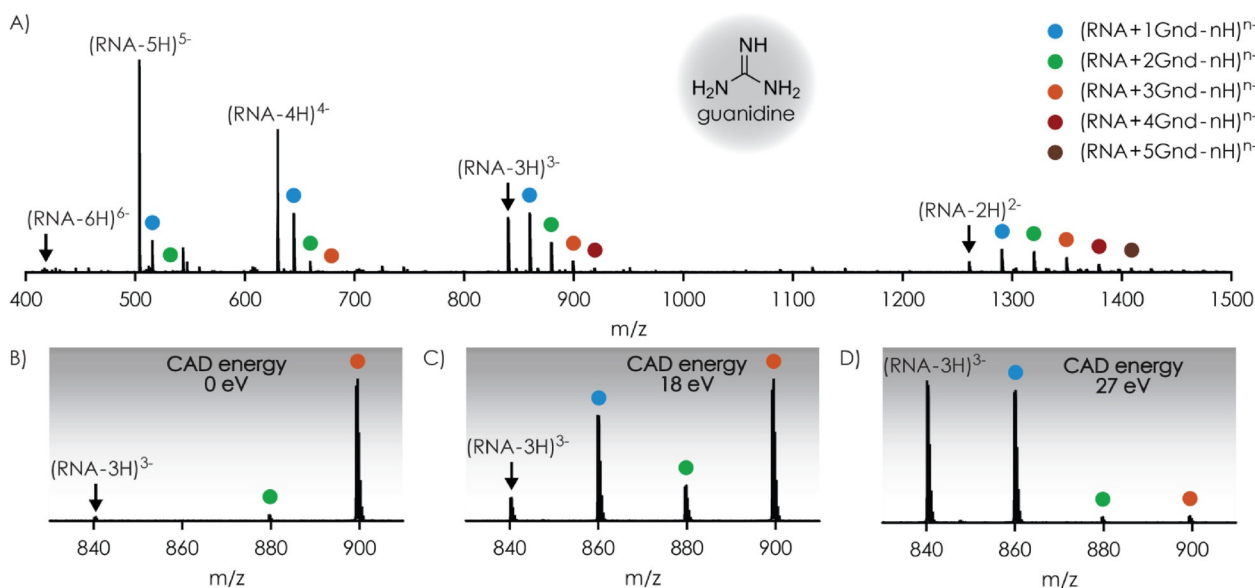 A)
(RNA-5H)5-
(RNA-4H)4-
(RNA-3H)3-
(RNA-6H)6-
(RNA-2H)2-
NH
H2N NH2
guanidine
(RNA+1Gnd-nH)n-
(RNA+2Gnd-nH)n-
(RNA+3Gnd-nH)n-
(RNA+4Gnd-nH)n-
(RNA+5Gnd-nH)n-
400 500 600 700 800 900 1000 1100 1200 1300 1400 1500
m/z
B)
CAD energy
0 eV
(RNA-3H)3-
840 860 880 900
m/z
C)
CAD energy
18 eV
(RNA-3H)3-
840 860 880 900
m/z
D)
(RNA-3H)3-
CAD energy
27 eV
840 860 880 900
m/z